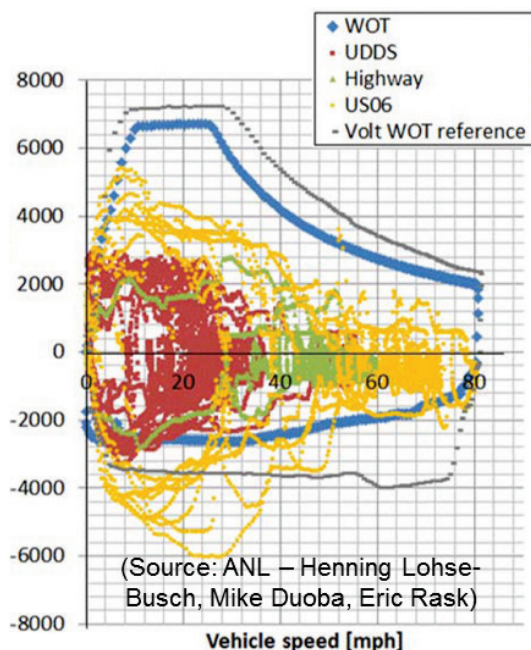 WOT
UDDS
Highway
US06
Volt WOT reference
8000
6000
4000
2000
0
-2000
-4000
-6000
-8000
0
20
40
60
80
(Source: ANL – Henning Lohse-
Busch, Mike Duoba, Eric Rask)
Vehicle speed [mph]